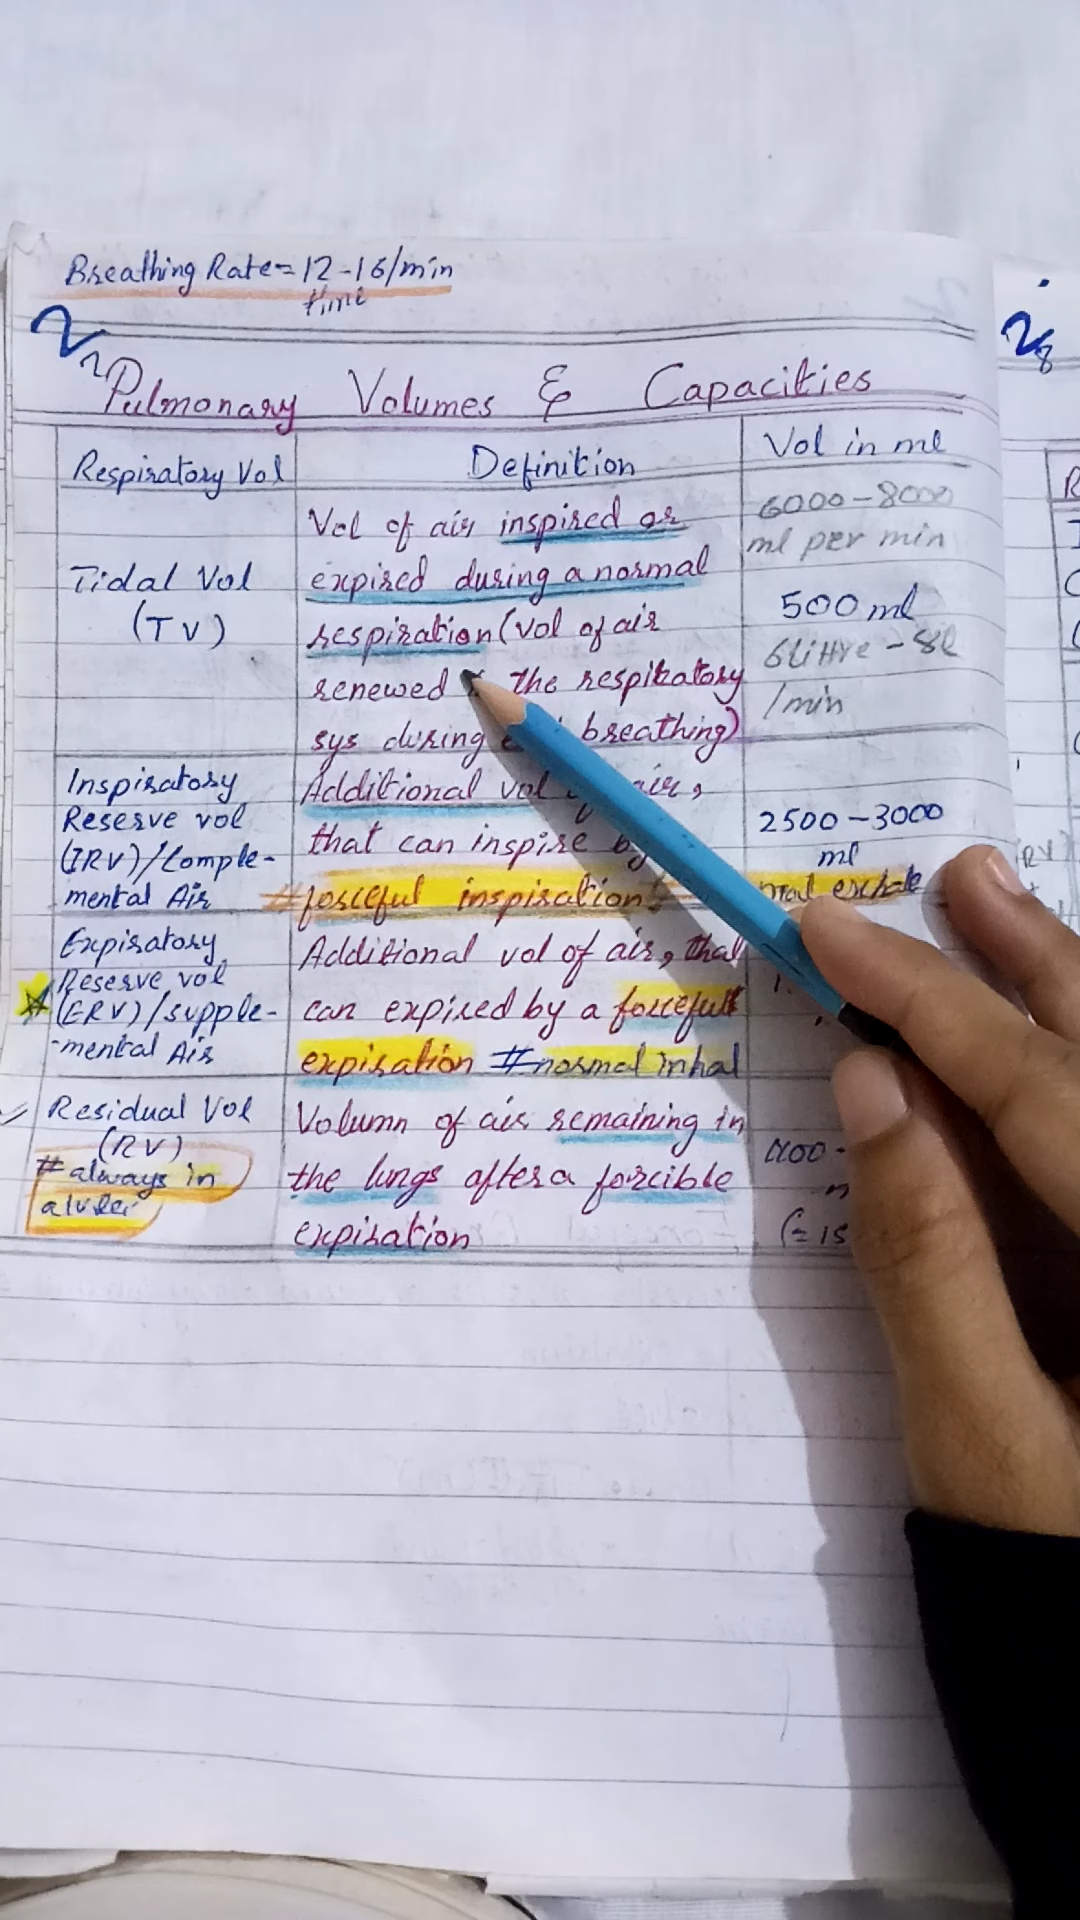 Breathing Rate = 12-16/min
time
Pulmonary Volumes & Capacities
Respiratory Vol
Definition
Vol in ml
Tidal Vol
(TV)
Vol of air inspired or
expired during a normal
respiration (vol of air
renewed the respiratory
sys during breathing)
6000-8000
ml per min
500 ml
6littre - 8l
/min
Inspiratory
Reserve vol
(IRV)/Comple-
mental Air
Additional vol air,
that can inspire by
#forceful inspiration
2500-3000
ml
exhale
Expiratory
Reserve vol
(ERV)/supple-
-mental Air
Additional vol of air, that
can expired by a forcefull
expiration #normal inhal
Residual Vol
(RV)
#always in
Volumn of air remaining in
the lungs after a forcible
expiration